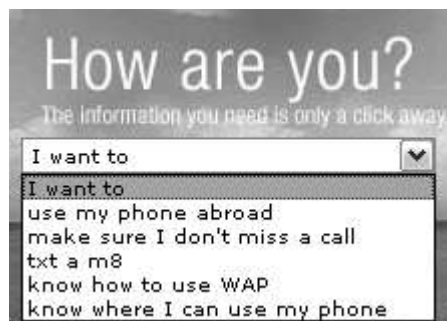 How are you?
The information you need is only a click away
I want to
I want to
use my phone abroad
make sure I don't miss a call
txt a m8
know how to use WAP
know where I can use my phone